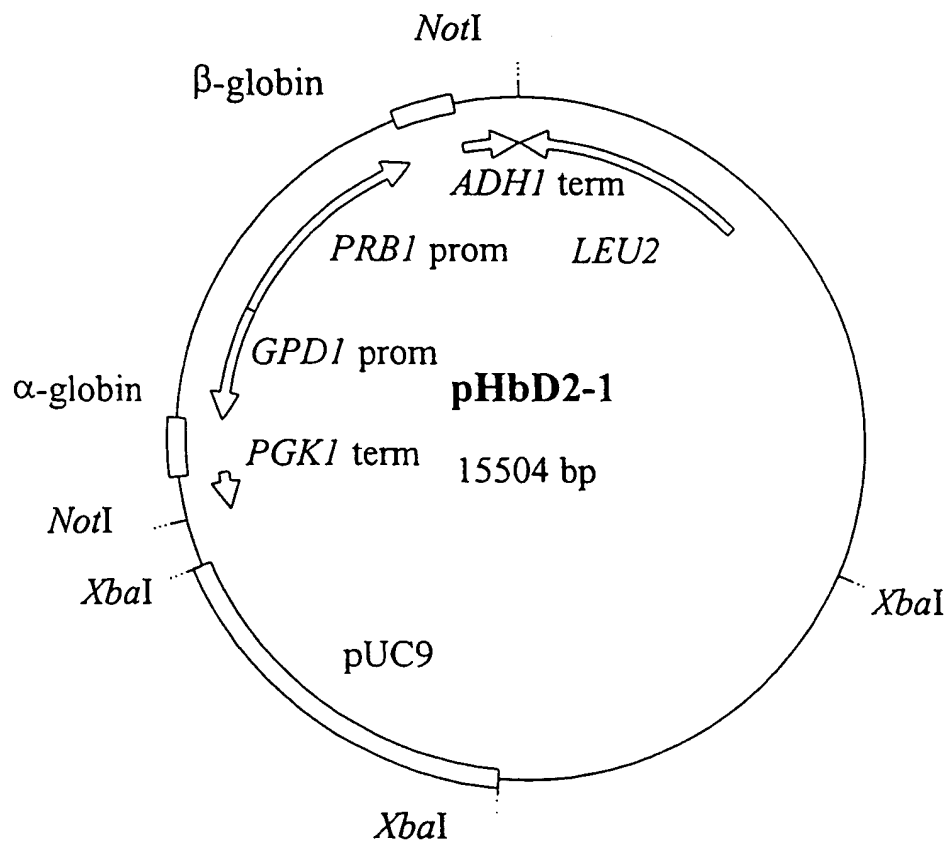 NotI
β-globin
ADH1 term
PRB1 prom
LEU2
GPD1 prom
α-globin
pHbD2-1
PGK1 term
15504 bp
NotI
XbaI
XbaI
pUC9
XbaI